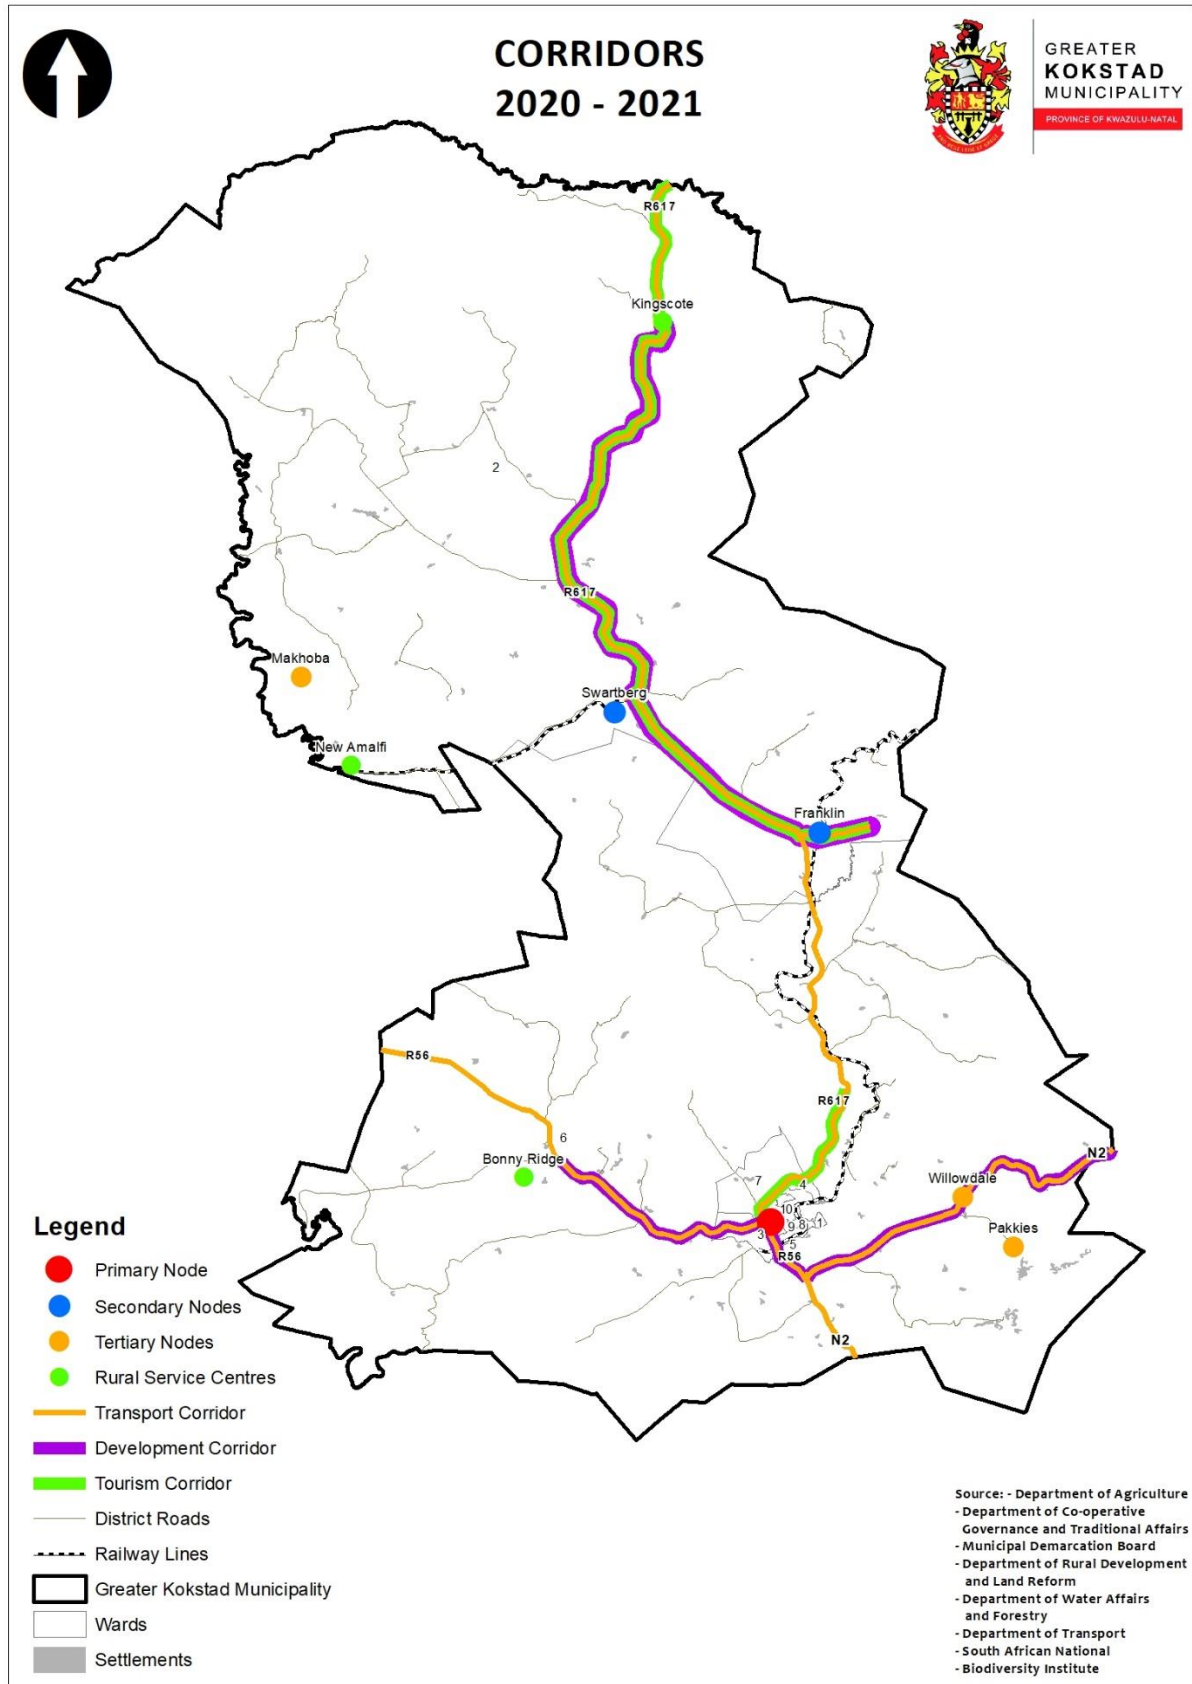 CORRIDORS
2020 - 2021
GREATER
KOKSTAD
MUNICIPALITY
PROVINCE OF KWAZULU-NATAL
R617
Kingscote
2
R617
Makhoba
Swartberg
New Amalfi
Franklin
R56
R617
6
Bonny Ridge
7
4
N2
Willowdale
10
9
8
1
3
5
Pakkies
R56
N2
Legend
Primary Node
Secondary Nodes
Tertiary Nodes
Rural Service Centres
Transport Corridor
Development Corridor
Tourism Corridor
District Roads
Railway Lines
Greater Kokstad Municipality
Wards
Settlements
Source: - Department of Agriculture
- Department of Co-operative
Governance and Traditional Affairs
- Municipal Demarcation Board
- Department of Rural Development
and Land Reform
- Department of Water Affairs
and Forestry
- Department of Transport
- South African National
- Biodiversity Institute